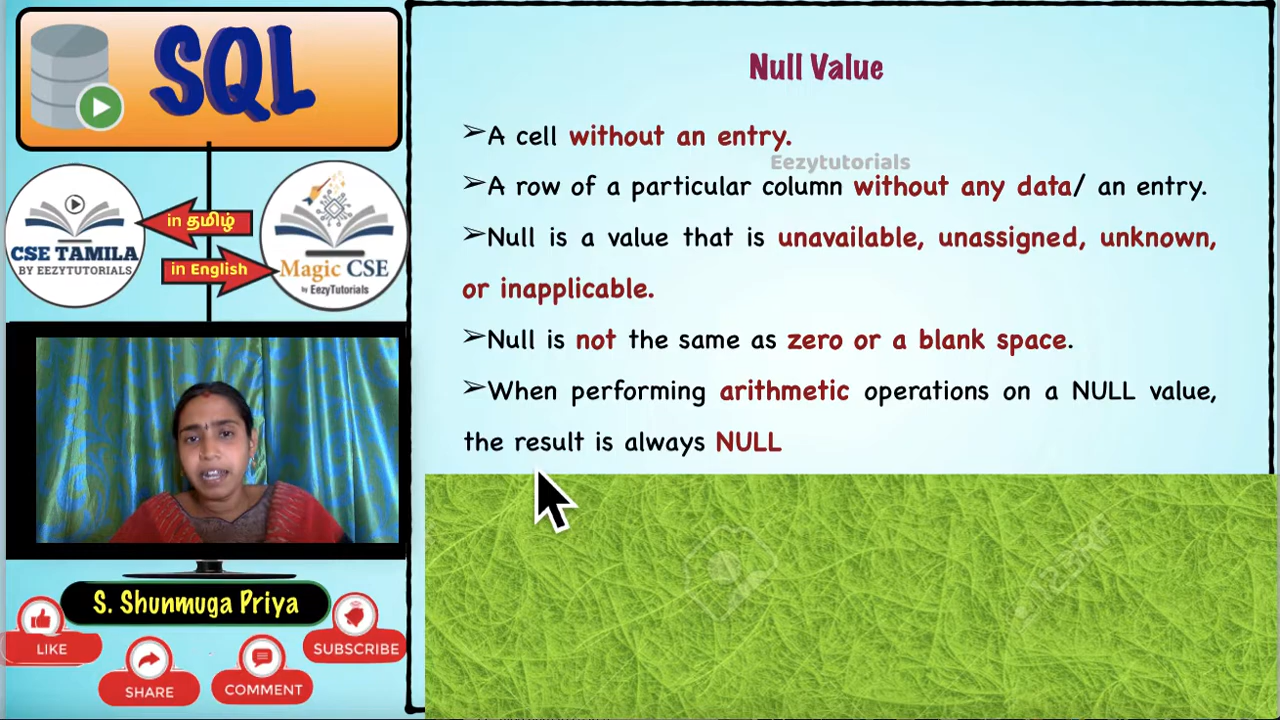 SQL
in தமிழ்
CSE TAMILA
BY EEZYTUTORIALS
in English
Magic CSE
by EezyTutorials
S. Shunmuga Priya
LIKE
SHARE
COMMENT
SUBSCRIBE
Null Value
➢A cell without an entry.
Eezytutorials
➢A row of a particular column without any data/ an entry.
➢Null is a value that is unavailable, unassigned, unknown,
or inapplicable.
➢Null is not the same as zero or a blank space.
➢When performing arithmetic operations on a NULL value,
the result is always NULL
123RF